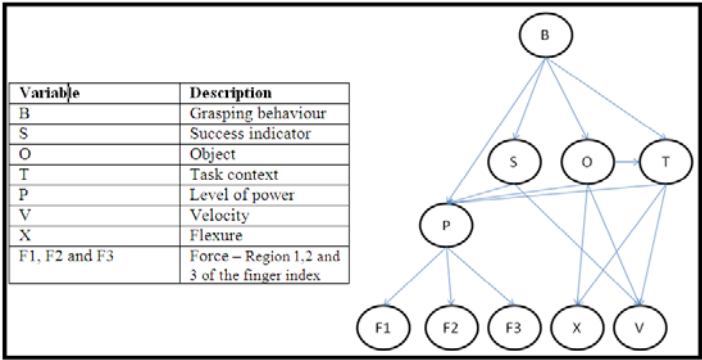 Variable Description
B Grasping behaviour
S Success indicator
O Object
T Task context
P Level of power
V Velocity
X Flexure
F1, F2 and F3 Force – Region 1,2 and
3 of the finger index
B
S O T
P
F1 F2 F3 X V